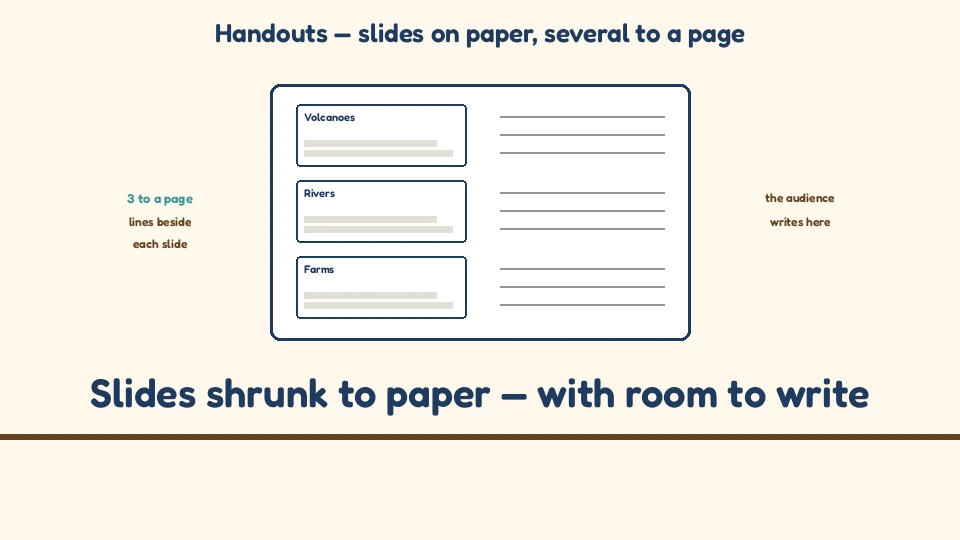 Handouts — slides on paper, several to a page
Volcanoes
Rivers
Farms
3 to a page
lines beside
each slide
the audience
writes here
Slides shrunk to paper — with room to write